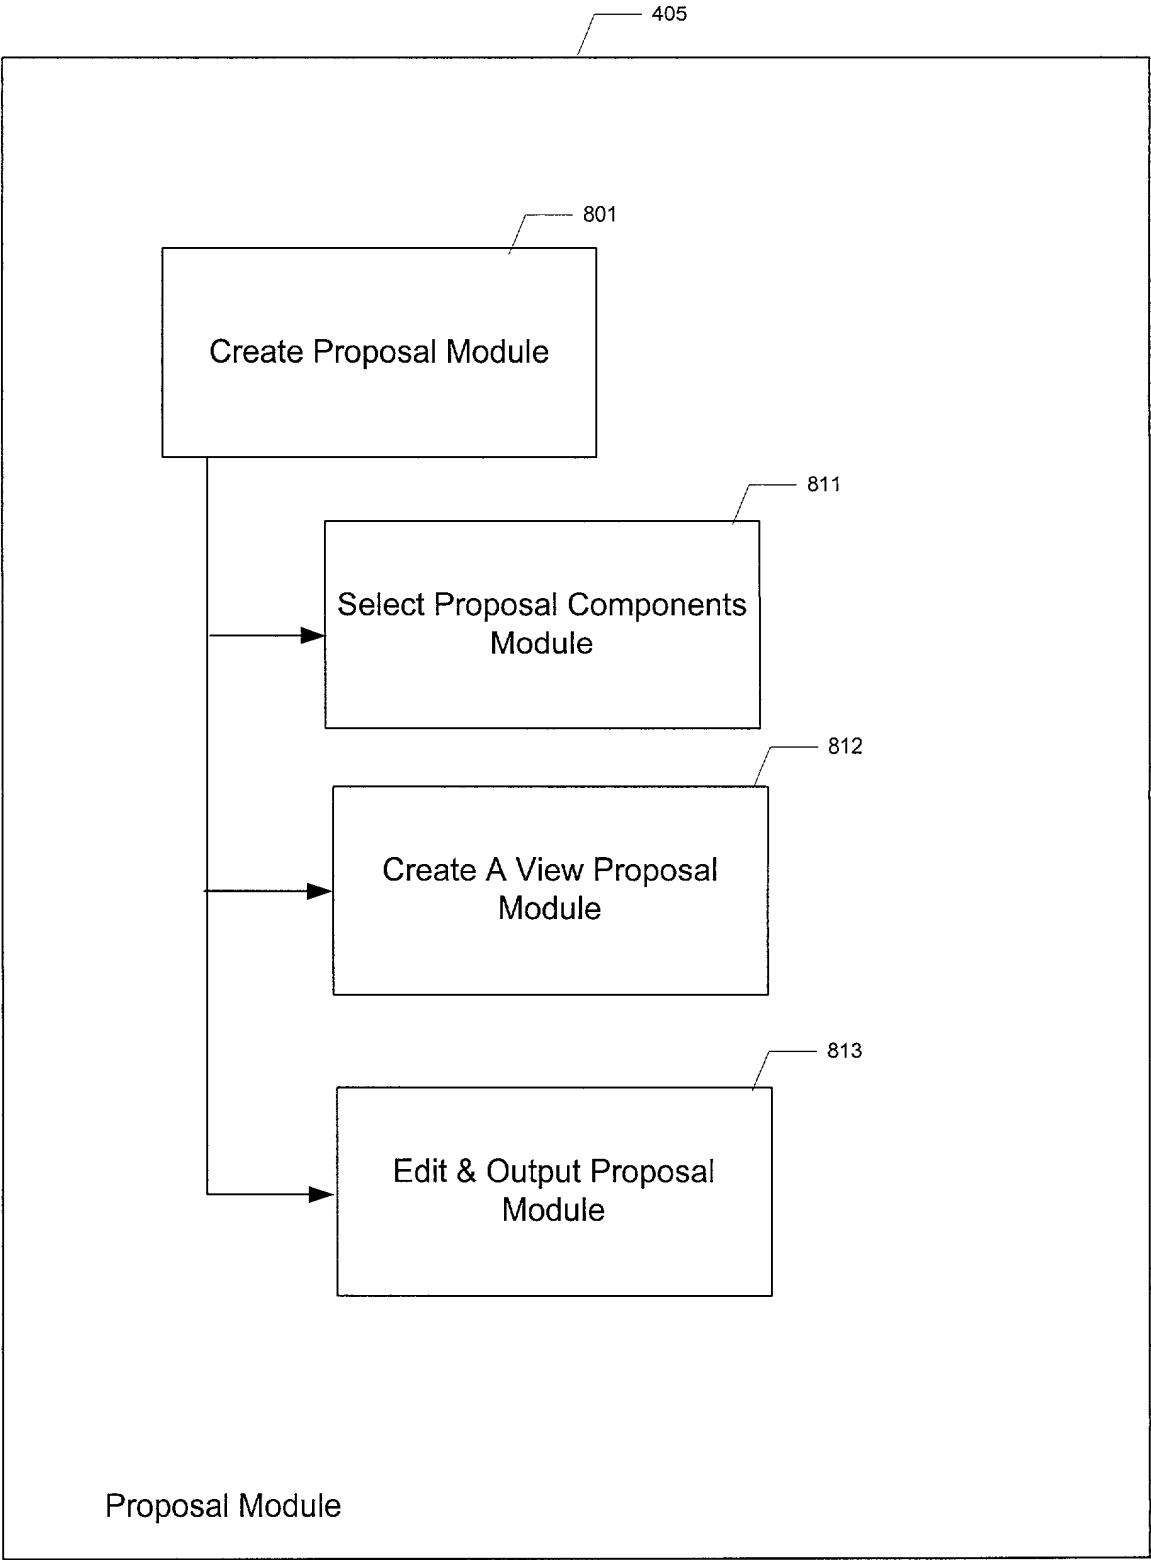 405
801
Create Proposal Module
811
Select Proposal Components
Module
812
Create A View Proposal
Module
813
Edit & Output Proposal
Module
Proposal Module